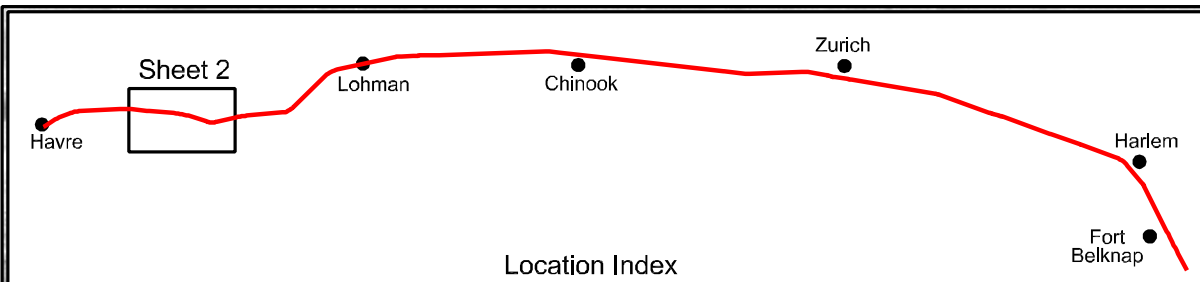 Zurich
Sheet 2
Lohman
Chinook
Havre
Harlem
Fort
Belknap
Location Index